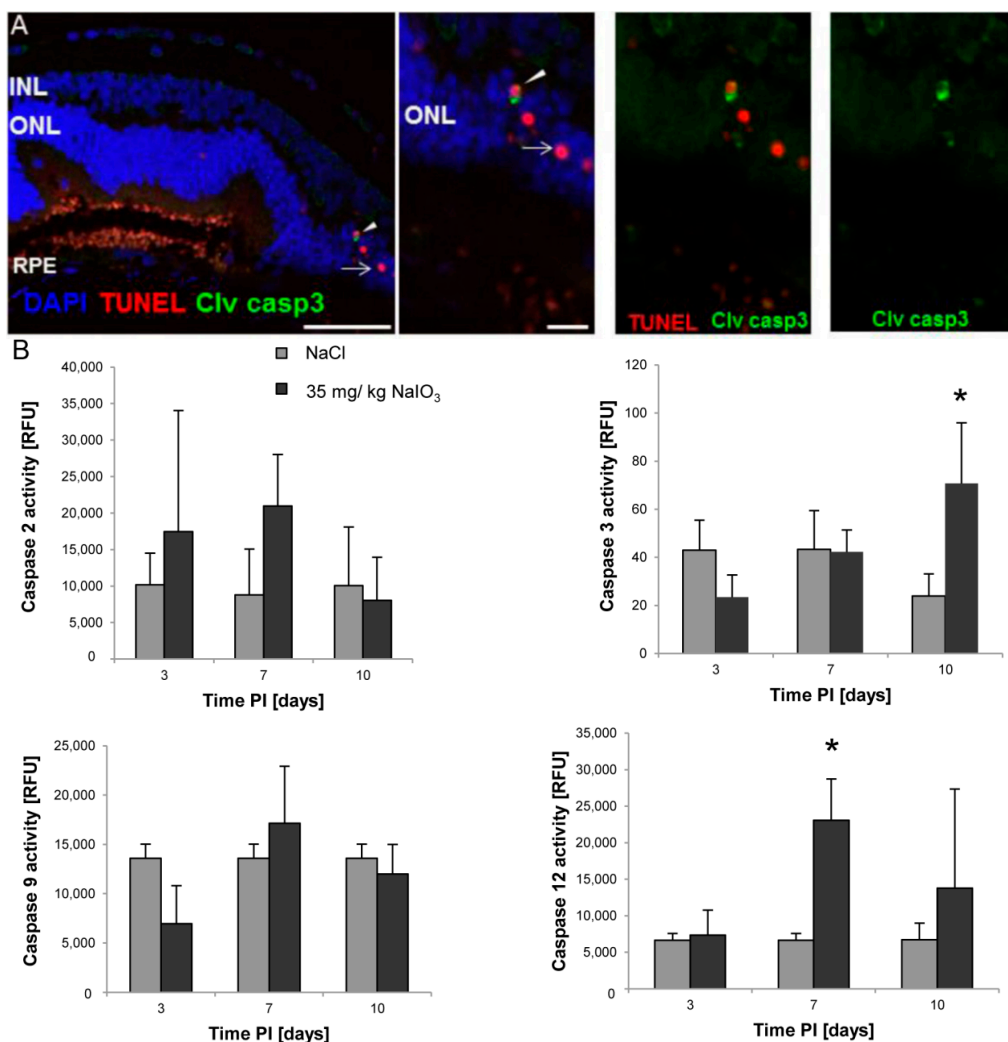 A
INL
ONL
RPE
DAPI TUNEL Clv casp3
ONL
TUNEL Clv casp3
Clv casp3
B
NaCl
35 mg/ kg NaIO₃
Caspase 2 activity [RFU]
40,000
35,000
30,000
25,000
20,000
15,000
10,000
5,000
0
3 7 10
Time PI [days]
Caspase 3 activity [RFU]
120
100
80
60
40
20
0
*
3 7 10
Time PI [days]
Caspase 9 activity [RFU]
25,000
20,000
15,000
10,000
5,000
0
3 7 10
Time PI [days]
Caspase 12 activity [RFU]
35,000
30,000
25,000
20,000
15,000
10,000
5,000
0
*
3 7 10
Time PI [days]